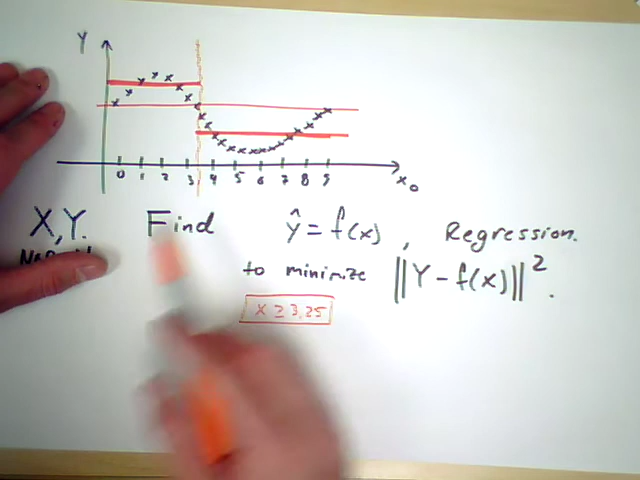 Y
0 1 2 3 4 5 6 7 8 9
x₀
X,Y. Find ŷ = f(x), Regression.
to minimize ||Y - f(x)||².
x ≥ 3.25